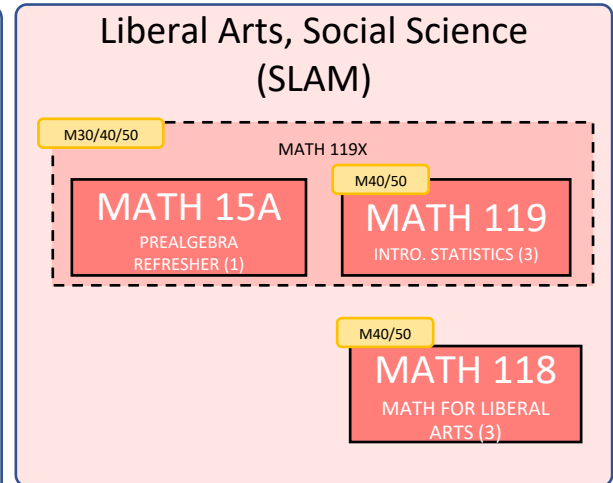 Liberal Arts, Social Science
(SLAM)
M30/40/50
MATH 119X
MATH 15A
PREALGEBRA
REFRESHER (1)
M40/50
MATH 119
INTRO. STATISTICS (3)
M40/50
MATH 118
MATH FOR LIBERAL
ARTS (3)